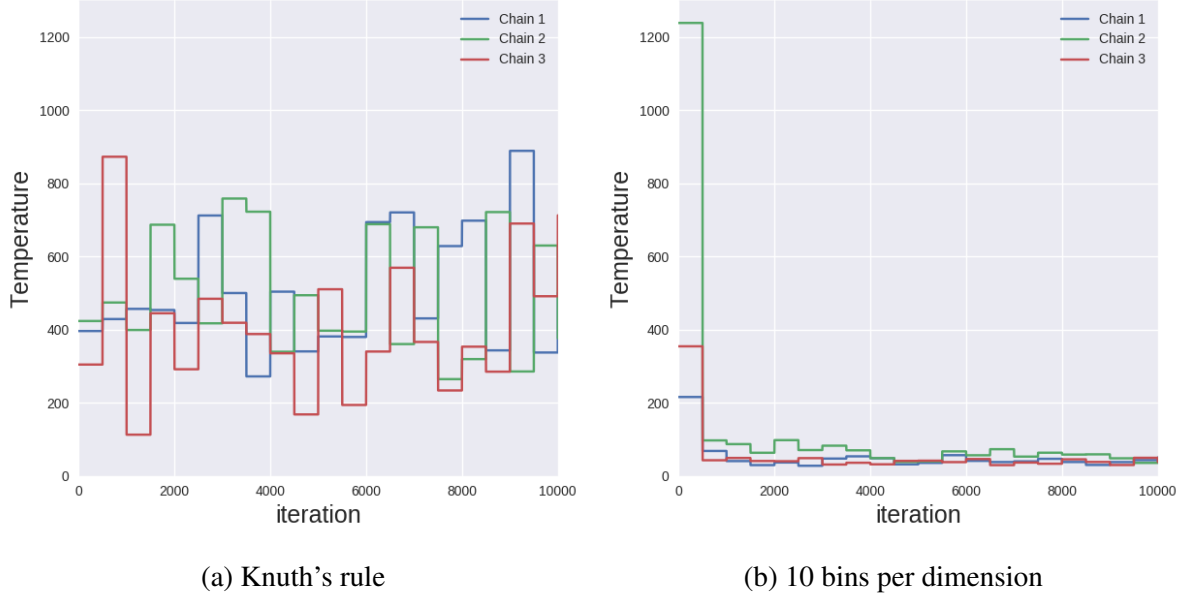 1200
1000
800
600
400
200
0
Temperature
Chain 1
Chain 2
Chain 3
0 2000 4000 6000 8000 10000
iteration
(a) Knuth's rule
1200
1000
800
600
400
200
0
Temperature
Chain 1
Chain 2
Chain 3
0 2000 4000 6000 8000 10000
iteration
(b) 10 bins per dimension